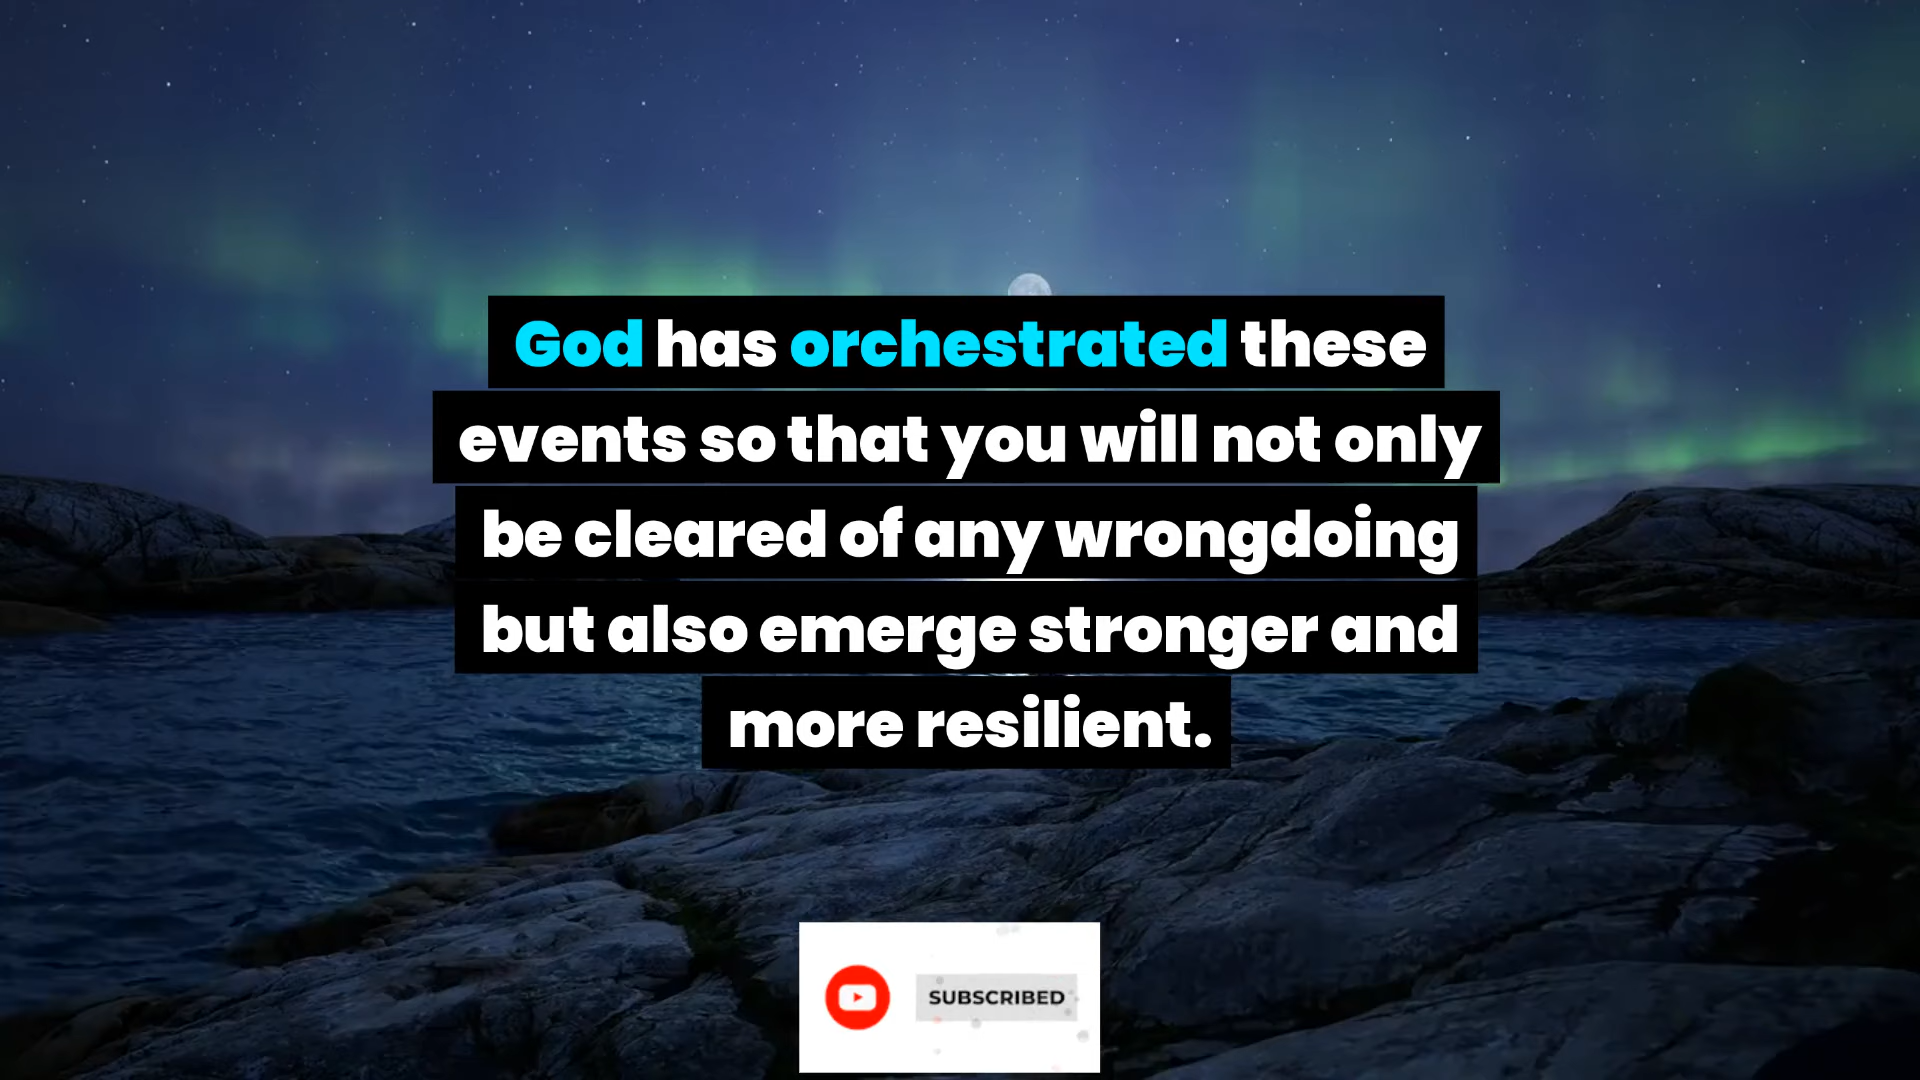 God has orchestrated these
events so that you will not only
be cleared of any wrongdoing
but also emerge stronger and
more resilient.
SUBSCRIBED